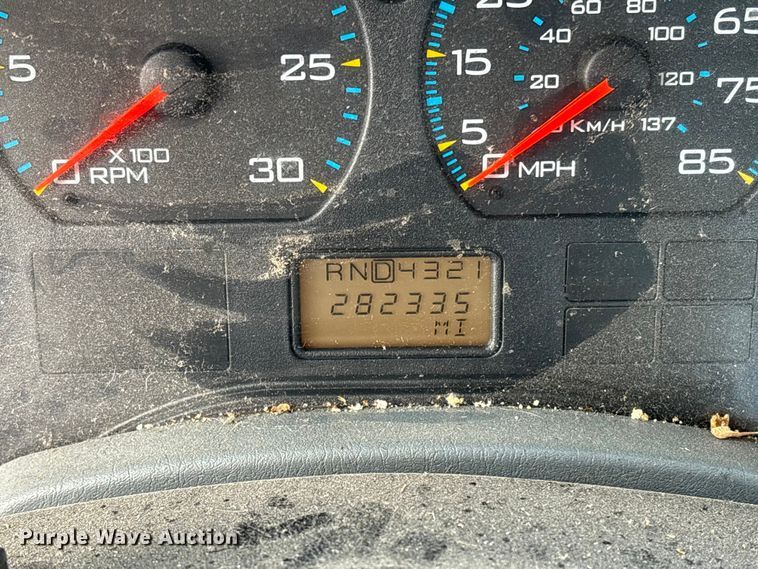 25 60 80 65
5 25 15 40 100
20 120 75
5
X100 KM/H 137
0 RPM 30 0 MPH 85
RND4321
282335
MI
Purple Wave Auction